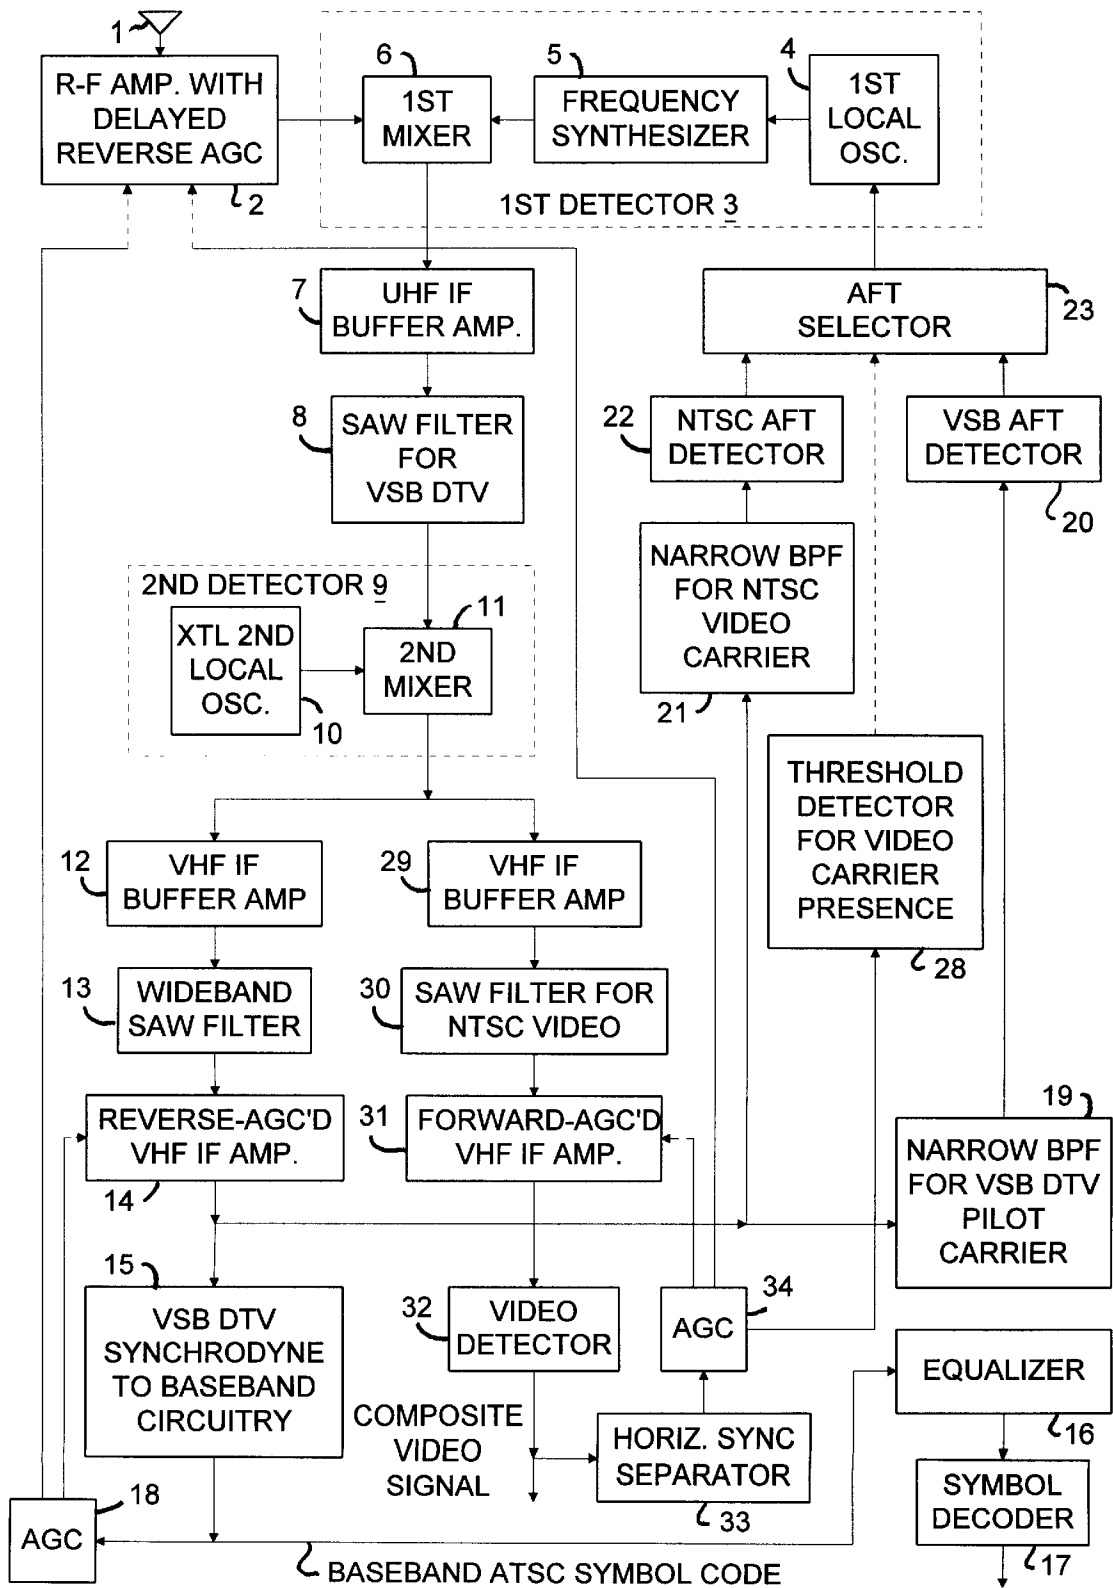 1
R-F AMP. WITH
DELAYED
REVERSE AGC
2
6
1ST
MIXER
5
FREQUENCY
SYNTHESIZER
4
1ST
LOCAL
OSC.
1ST DETECTOR 3
7
UHF IF
BUFFER AMP.
AFT
SELECTOR
23
8
SAW FILTER
FOR
VSB DTV
22
NTSC AFT
DETECTOR
VSB AFT
DETECTOR
20
2ND DETECTOR 9
XTL 2ND
LOCAL
OSC.
10
11
2ND
MIXER
NARROW BPF
FOR NTSC
VIDEO
CARRIER
21
THRESHOLD
DETECTOR
FOR VIDEO
CARRIER
PRESENCE
28
12
VHF IF
BUFFER AMP
29
VHF IF
BUFFER AMP
13
WIDEBAND
SAW FILTER
30
SAW FILTER FOR
NTSC VIDEO
REVERSE-AGC'D
VHF IF AMP.
14
31
FORWARD-AGC'D
VHF IF AMP.
19
NARROW BPF
FOR VSB DTV
PILOT
CARRIER
15
VSB DTV
SYNCHRODYNE
TO BASEBAND
CIRCUITRY
32
VIDEO
DETECTOR
34
AGC
EQUALIZER
16
COMPOSITE
VIDEO
SIGNAL
HORIZ. SYNC
SEPARATOR
33
SYMBOL
DECODER
17
18
AGC
BASEBAND ATSC SYMBOL CODE